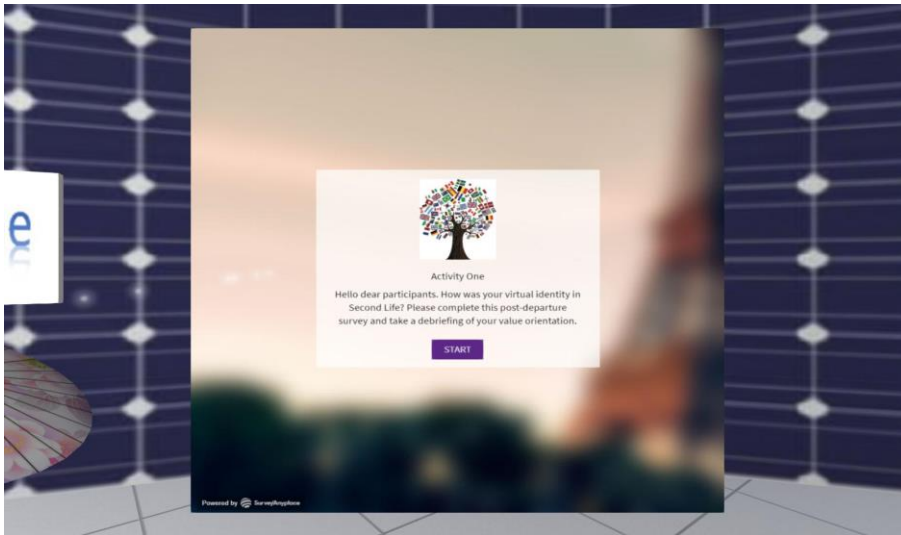 e
Activity One
Hello dear participants. How was your virtual identity in
Second Life? Please complete this post-departure
survey and take a debriefing of your value orientation.
START
Powered by SurveyAnyplace